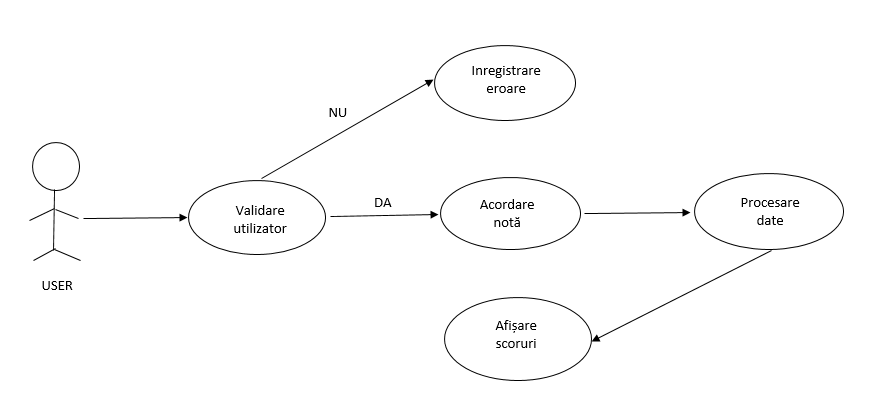 Inregistrare
eroare
NU
USER
Validare
utilizator
DA
Acordare
notă
Procesare
date
Afișare
scoruri